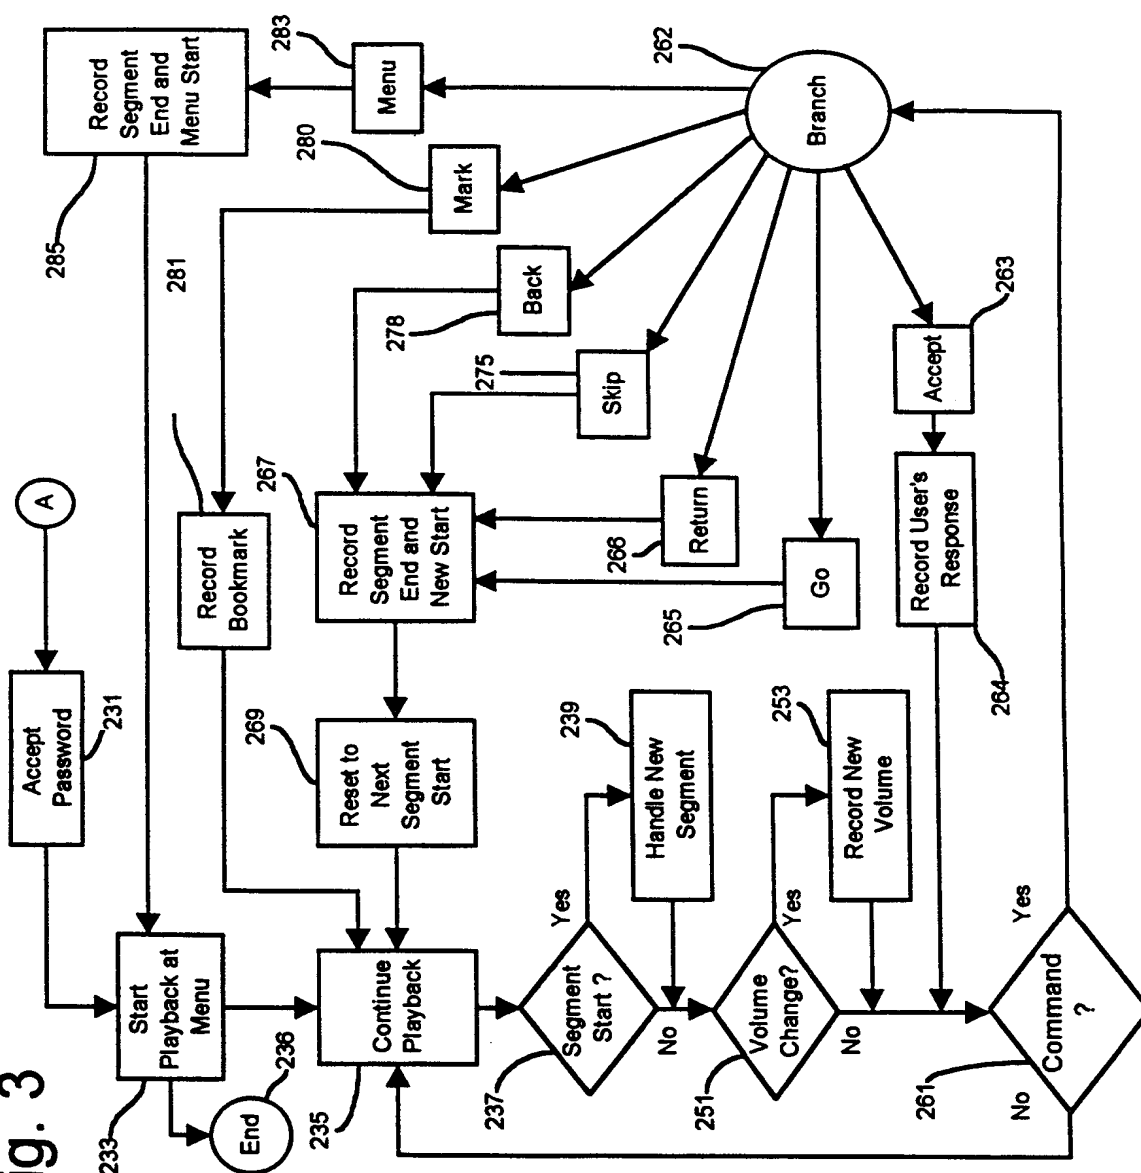 ig. 3
A
Accept
Password
231
Start
Playback at
Menu
233
End
236
Continue
Playback
235
Segment
Start ?
237
Yes
No
Handle New
Segment
239
Volume
Change?
251
Yes
No
Record New
Volume
253
Command
?
261
Yes
No
Branch
262
Accept
263
Record User's
Response
264
Go
265
Return
266
Record
Segment
End and
New Start
267
Reset to
Next
Segment
Start
269
Skip
275
Back
278
Mark
280
Record
Bookmark
281
Menu
283
Record
Segment
End and
Menu Start
285